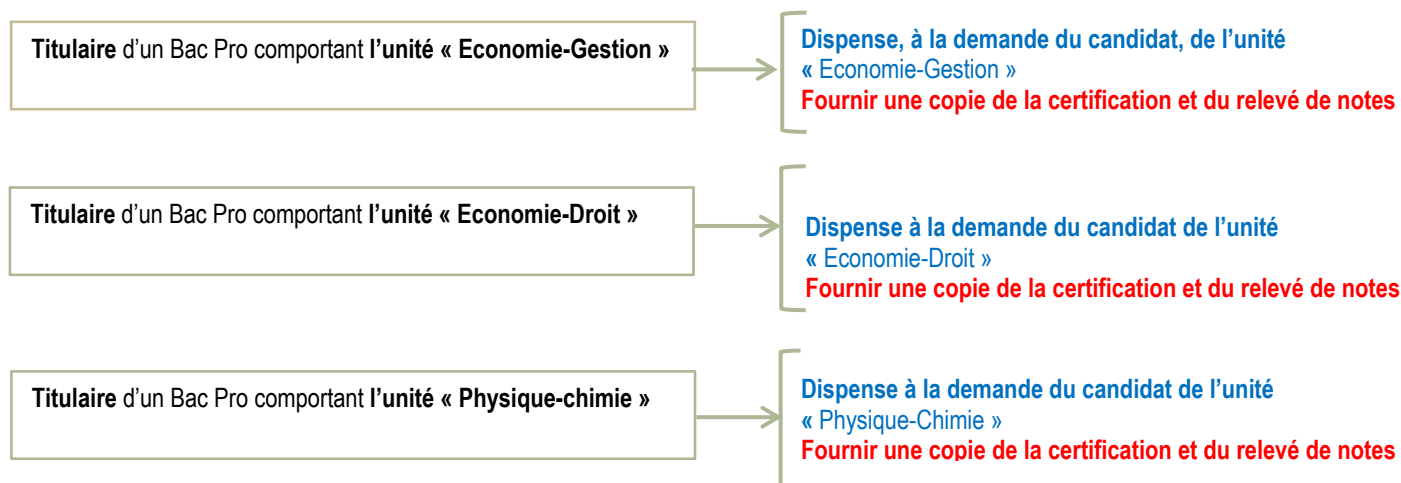 Titulaire d’un Bac Pro comportant l’unité « Economie-Gestion »
Dispense, à la demande du candidat, de l’unité
« Economie-Gestion »
Fournir une copie de la certification et du relevé de notes
Titulaire d’un Bac Pro comportant l’unité « Economie-Droit »
Dispense à la demande du candidat de l’unité
« Economie-Droit »
Fournir une copie de la certification et du relevé de notes
Titulaire d’un Bac Pro comportant l’unité « Physique-chimie »
Dispense à la demande du candidat de l’unité
« Physique-Chimie »
Fournir une copie de la certification et du relevé de notes